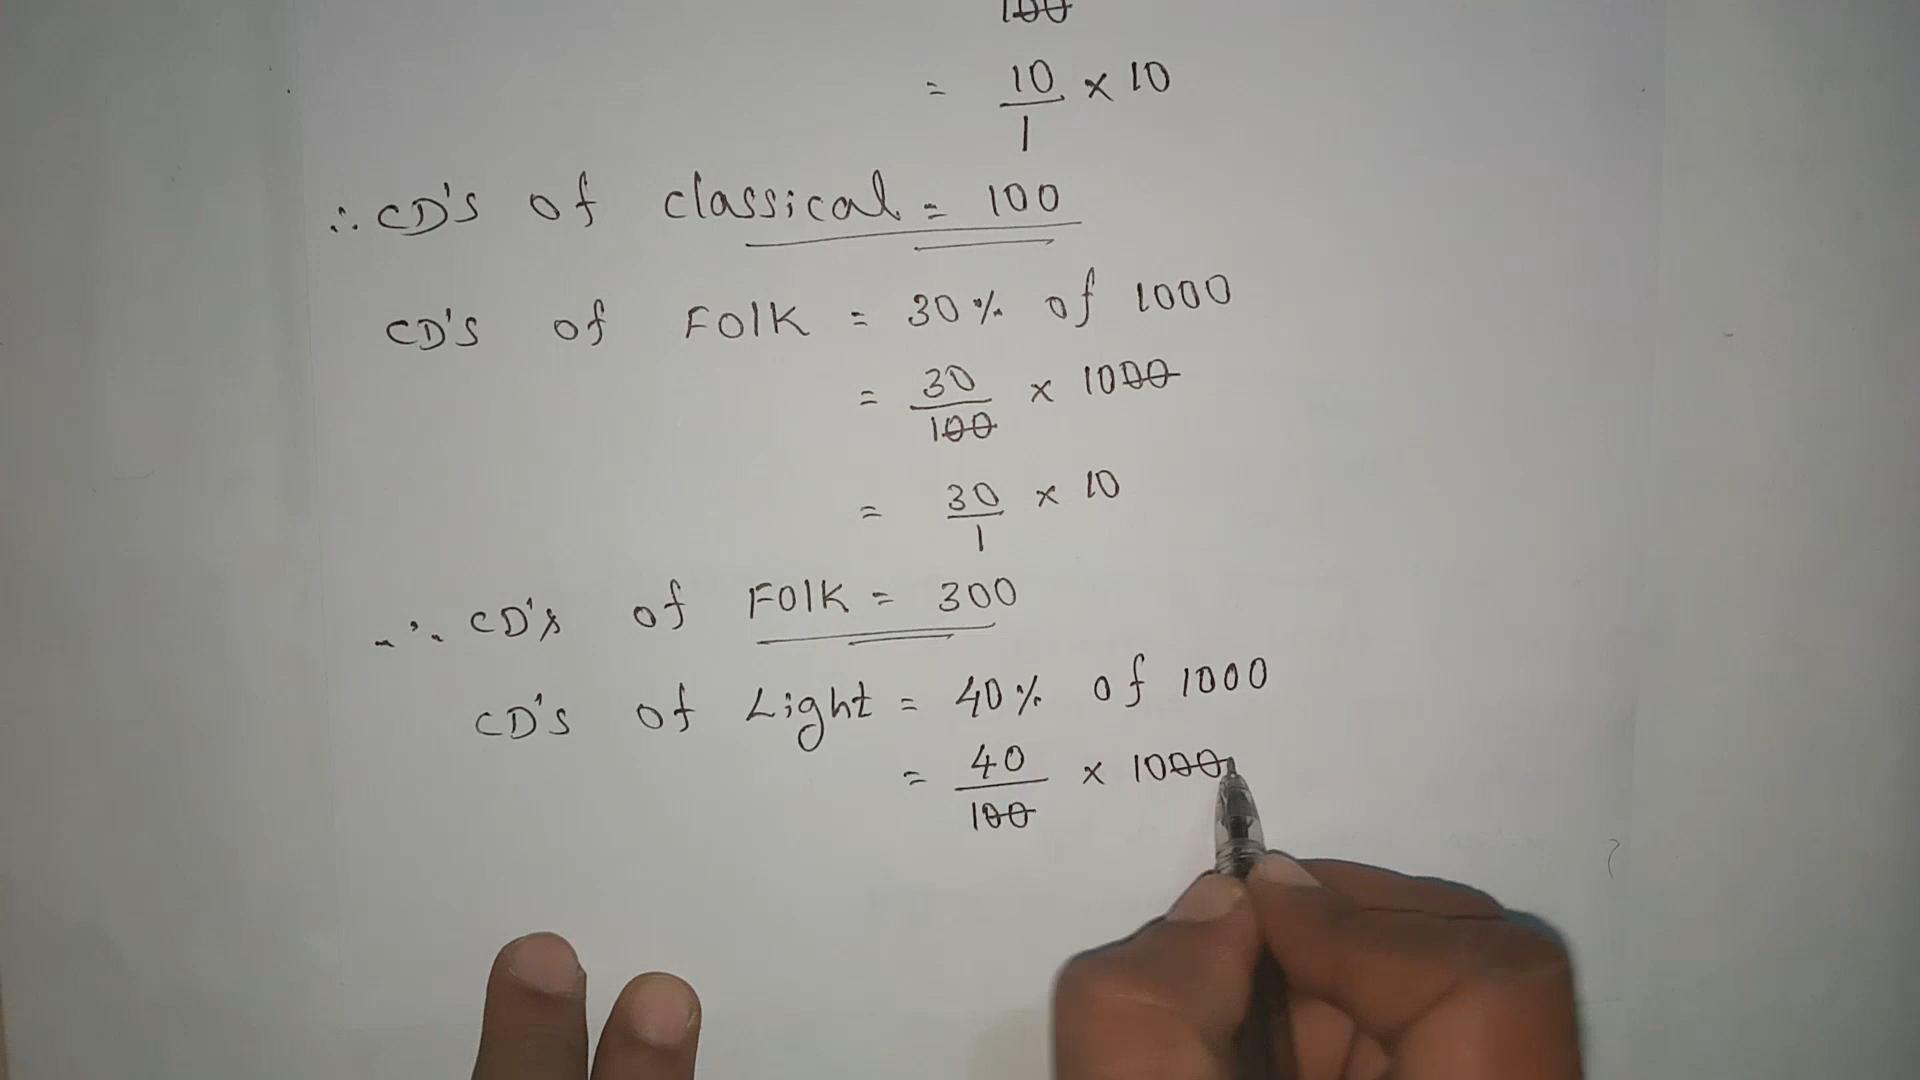 100
= 10/1 × 10
∴ CD's of classical = 100
CD's of Folk = 30% of 1000
= 30/100 × 1000
= 30/1 × 10
∴ CD's of Folk = 300
CD's of Light = 40% of 1000
= 40/100 × 1000